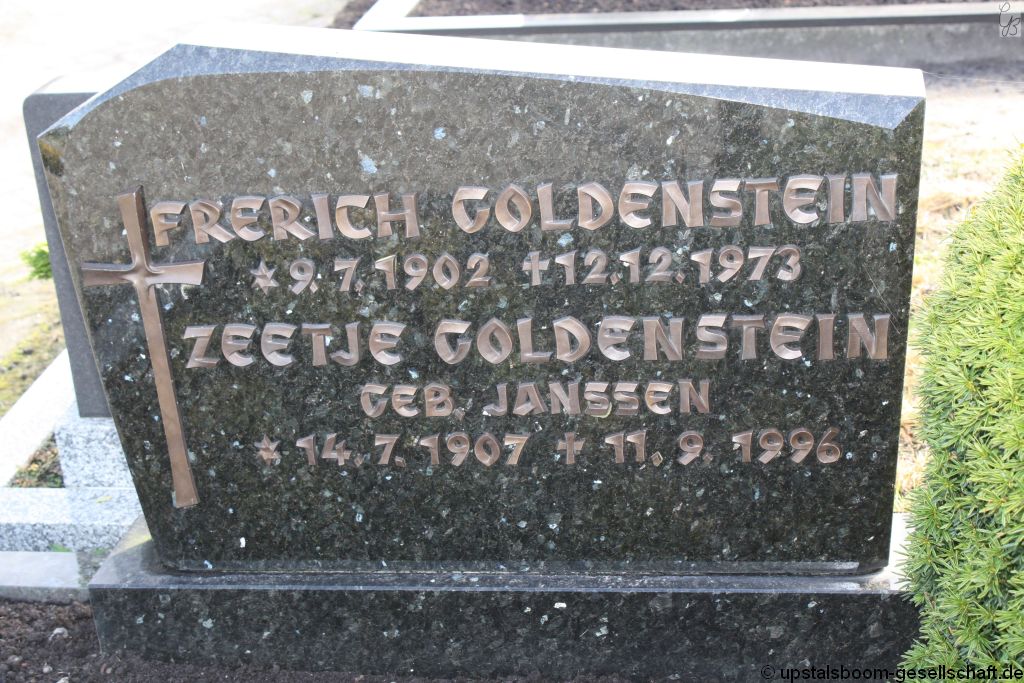 FRERICH GOLDENSTEIN
* 9. 7. 1902 † 12. 12. 1973
ZEETJE GOLDENSTEIN
GEB. JANSSEN
* 14. 7. 1907 † 11. 9. 1996
© upstalsboom-gesellschaft.de